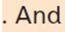 . And